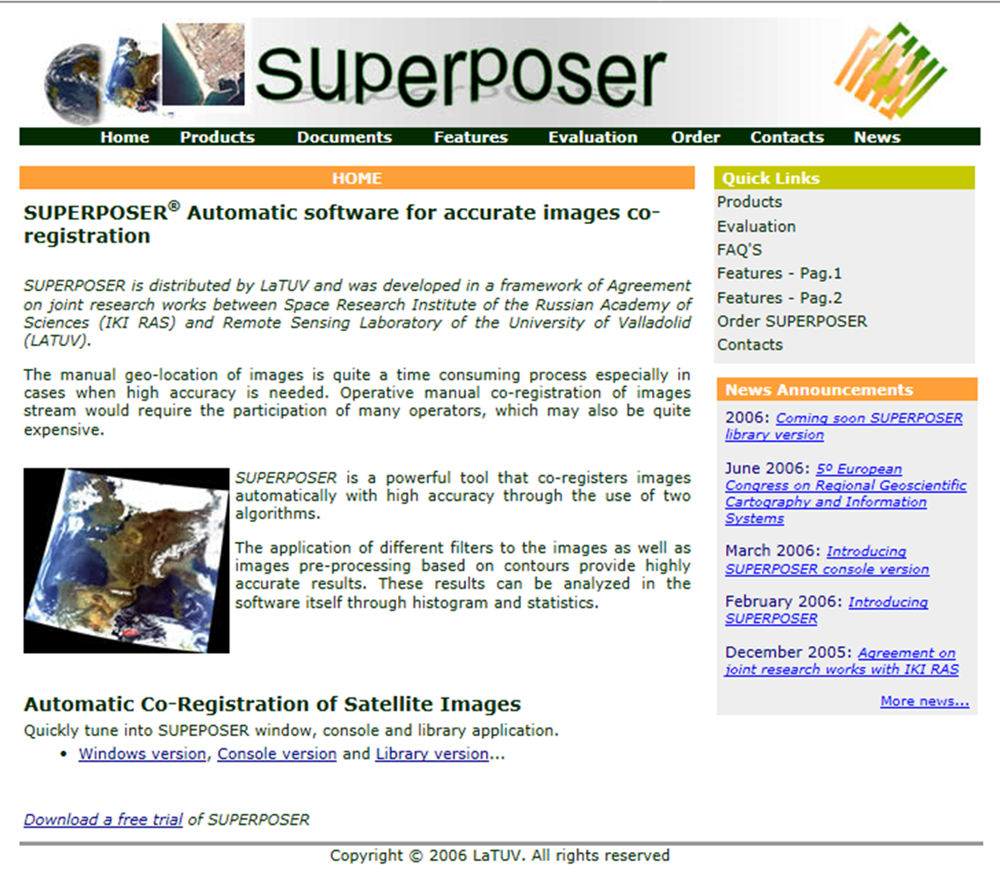 superposer
Home Products Documents Features Evaluation Order Contacts News
HOME
SUPERPOSER® Automatic software for accurate images co-
registration
SUPERPOSER is distributed by LaTUV and was developed in a framework of Agreement
on joint research works between Space Research Institute of the Russian Academy of
Sciences (IKI RAS) and Remote Sensing Laboratory of the University of Valladolid
(LATUV).
The manual geo-location of images is quite a time consuming process especially in
cases when high accuracy is needed. Operative manual co-registration of images
stream would require the participation of many operators, which may also be quite
expensive.
SUPERPOSER is a powerful tool that co-registers images
automatically with high accuracy through the use of two
algorithms.
The application of different filters to the images as well as
images pre-processing based on contours provide highly
accurate results. These results can be analyzed in the
software itself through histogram and statistics.
Automatic Co-Registration of Satellite Images
Quickly tune into SUPEPOSER window, console and library application.
• Windows version, Console version and Library version...
Download a free trial of SUPERPOSER
Quick Links
Products
Evaluation
FAQ'S
Features - Pag.1
Features - Pag.2
Order SUPERPOSER
Contacts
News Announcements
2006: Coming soon SUPERPOSER
library version
June 2006: 5º European
Congress on Regional Geoscientific
Cartography and Information
Systems
March 2006: Introducing
SUPERPOSER console version
February 2006: Introducing
SUPERPOSER
December 2005: Agreement on
joint research works with IKI RAS
More news...
Copyright © 2006 LaTUV. All rights reserved